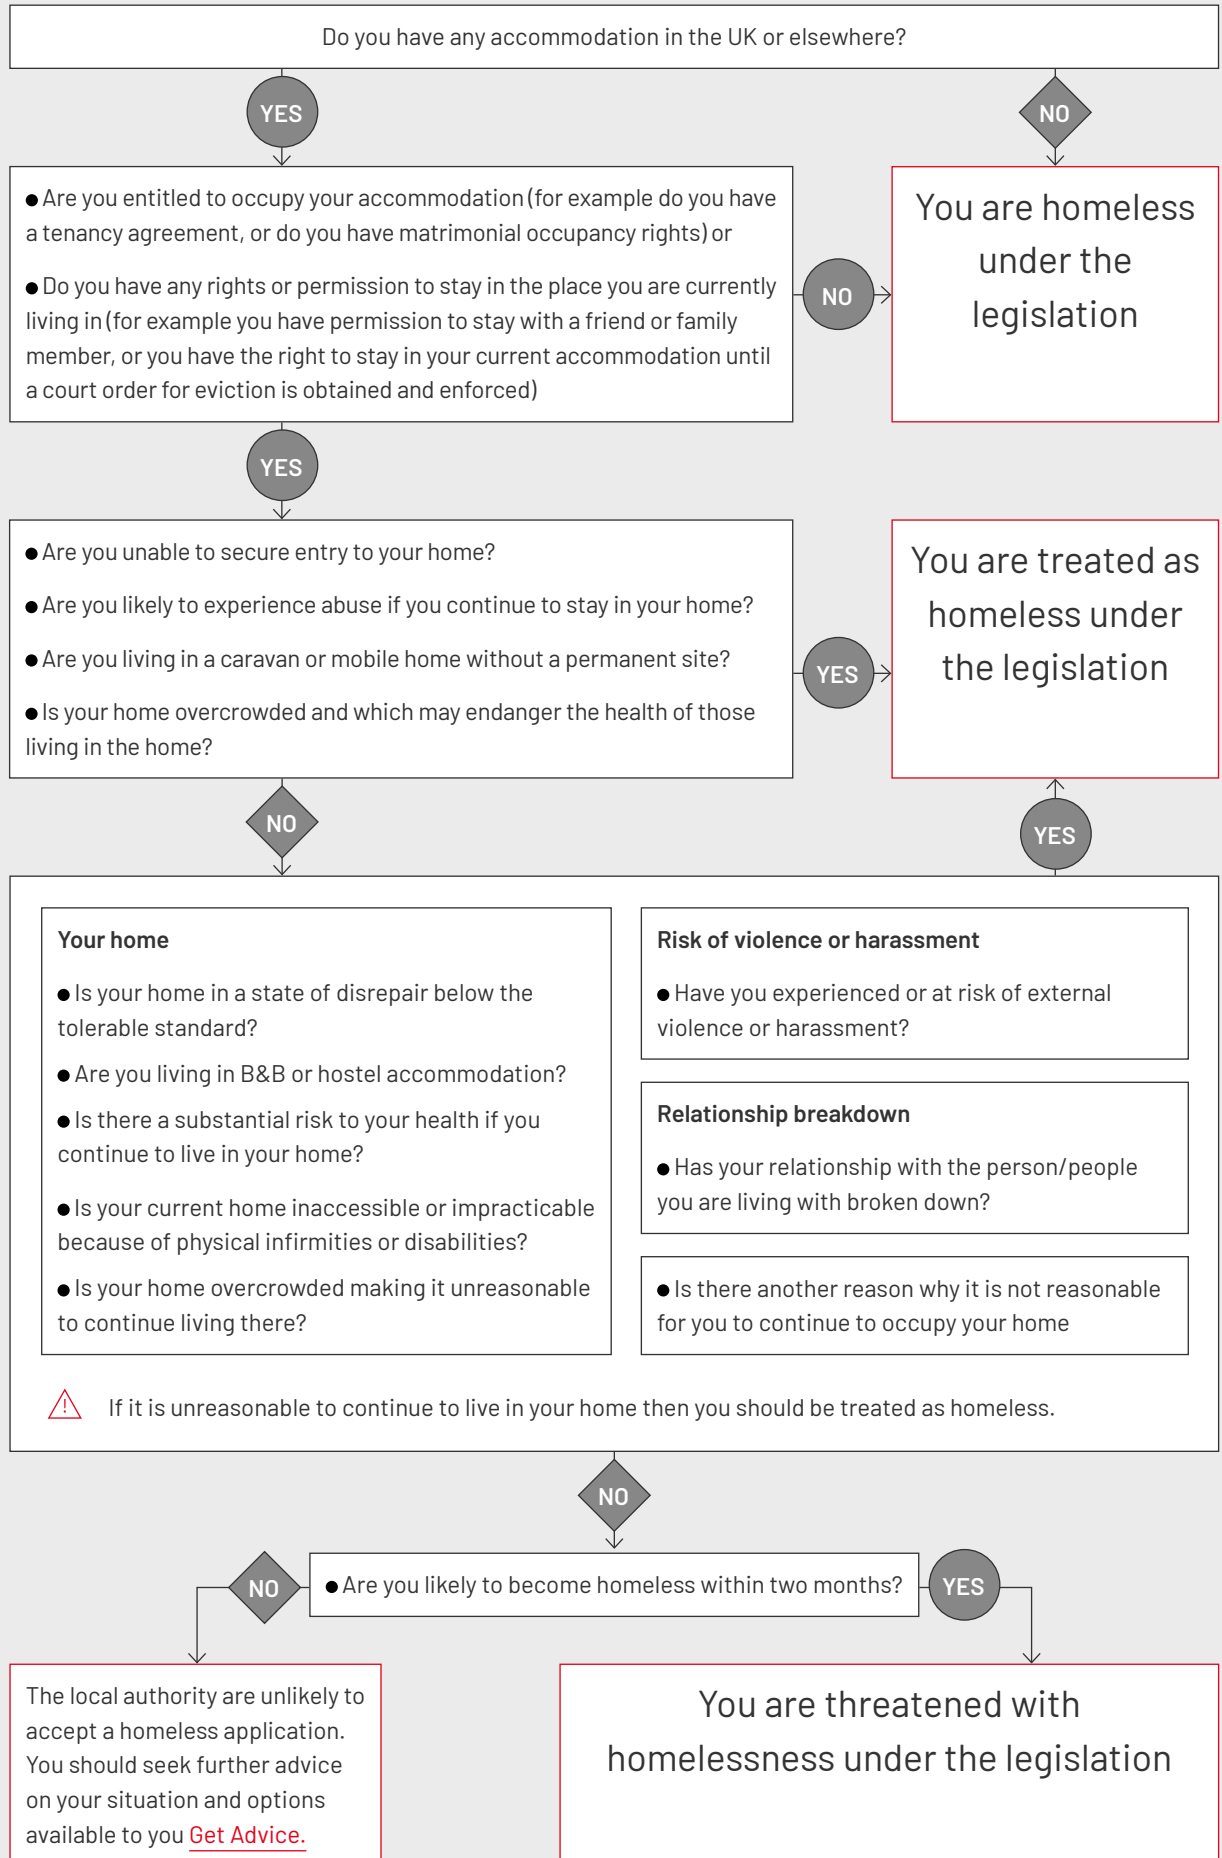 Do you have any accommodation in the UK or elsewhere?
YES
NO
● Are you entitled to occupy your accommodation (for example do you have
a tenancy agreement, or do you have matrimonial occupancy rights) or
● Do you have any rights or permission to stay in the place you are currently
living in (for example you have permission to stay with a friend or family
member, or you have the right to stay in your current accommodation until
a court order for eviction is obtained and enforced)
NO
You are homeless
under the
legislation
YES
● Are you unable to secure entry to your home?
● Are you likely to experience abuse if you continue to stay in your home?
● Are you living in a caravan or mobile home without a permanent site?
● Is your home overcrowded and which may endanger the health of those
living in the home?
YES
You are treated as
homeless under
the legislation
NO
YES
Your home
● Is your home in a state of disrepair below the
tolerable standard?
● Are you living in B&B or hostel accommodation?
● Is there a substantial risk to your health if you
continue to live in your home?
● Is your current home inaccessible or impracticable
because of physical infirmities or disabilities?
● Is your home overcrowded making it unreasonable
to continue living there?
Risk of violence or harassment
● Have you experienced or at risk of external
violence or harassment?
Relationship breakdown
● Has your relationship with the person/people
you are living with broken down?
● Is there another reason why it is not reasonable
for you to continue to occupy your home
If it is unreasonable to continue to live in your home then you should be treated as homeless.
NO
NO
● Are you likely to become homeless within two months?
YES
The local authority are unlikely to
accept a homeless application.
You should seek further advice
on your situation and options
available to you Get Advice.
You are threatened with
homelessness under the legislation